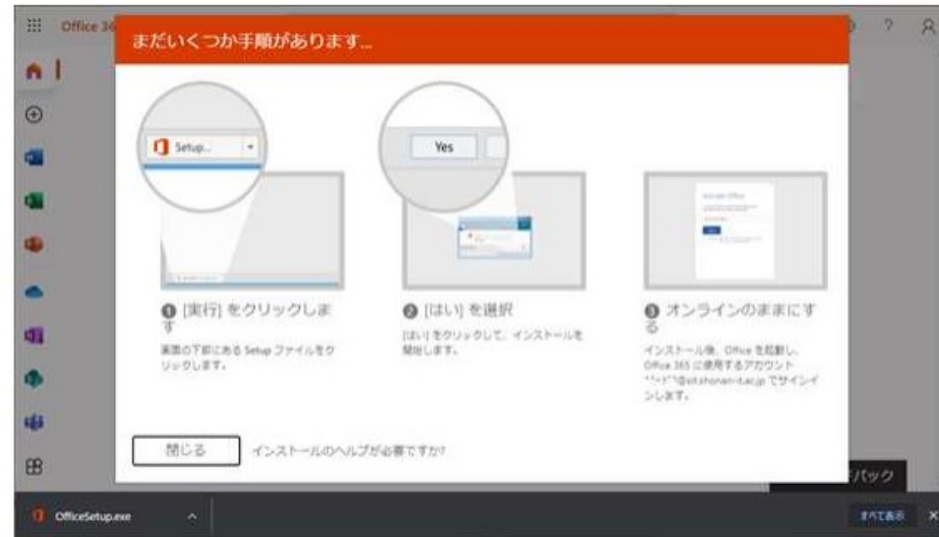 Office 36
まだいくつか手順があります...
Setup...
Yes
❶ [実行] をクリックしま
す
画面の下部にある Setup ファイルをク
リックします。
❷ [はい] を選択
[はい] をクリックして、インストールを
開始します。
❸ オンラインのままにす
る
インストール後、Office を起動し、
Office 365 に使用するアカウント
でサインイ
ンします。
閉じる
インストールのヘルプが必要ですか?
バック
OfficeSetup.exe
すべて表示